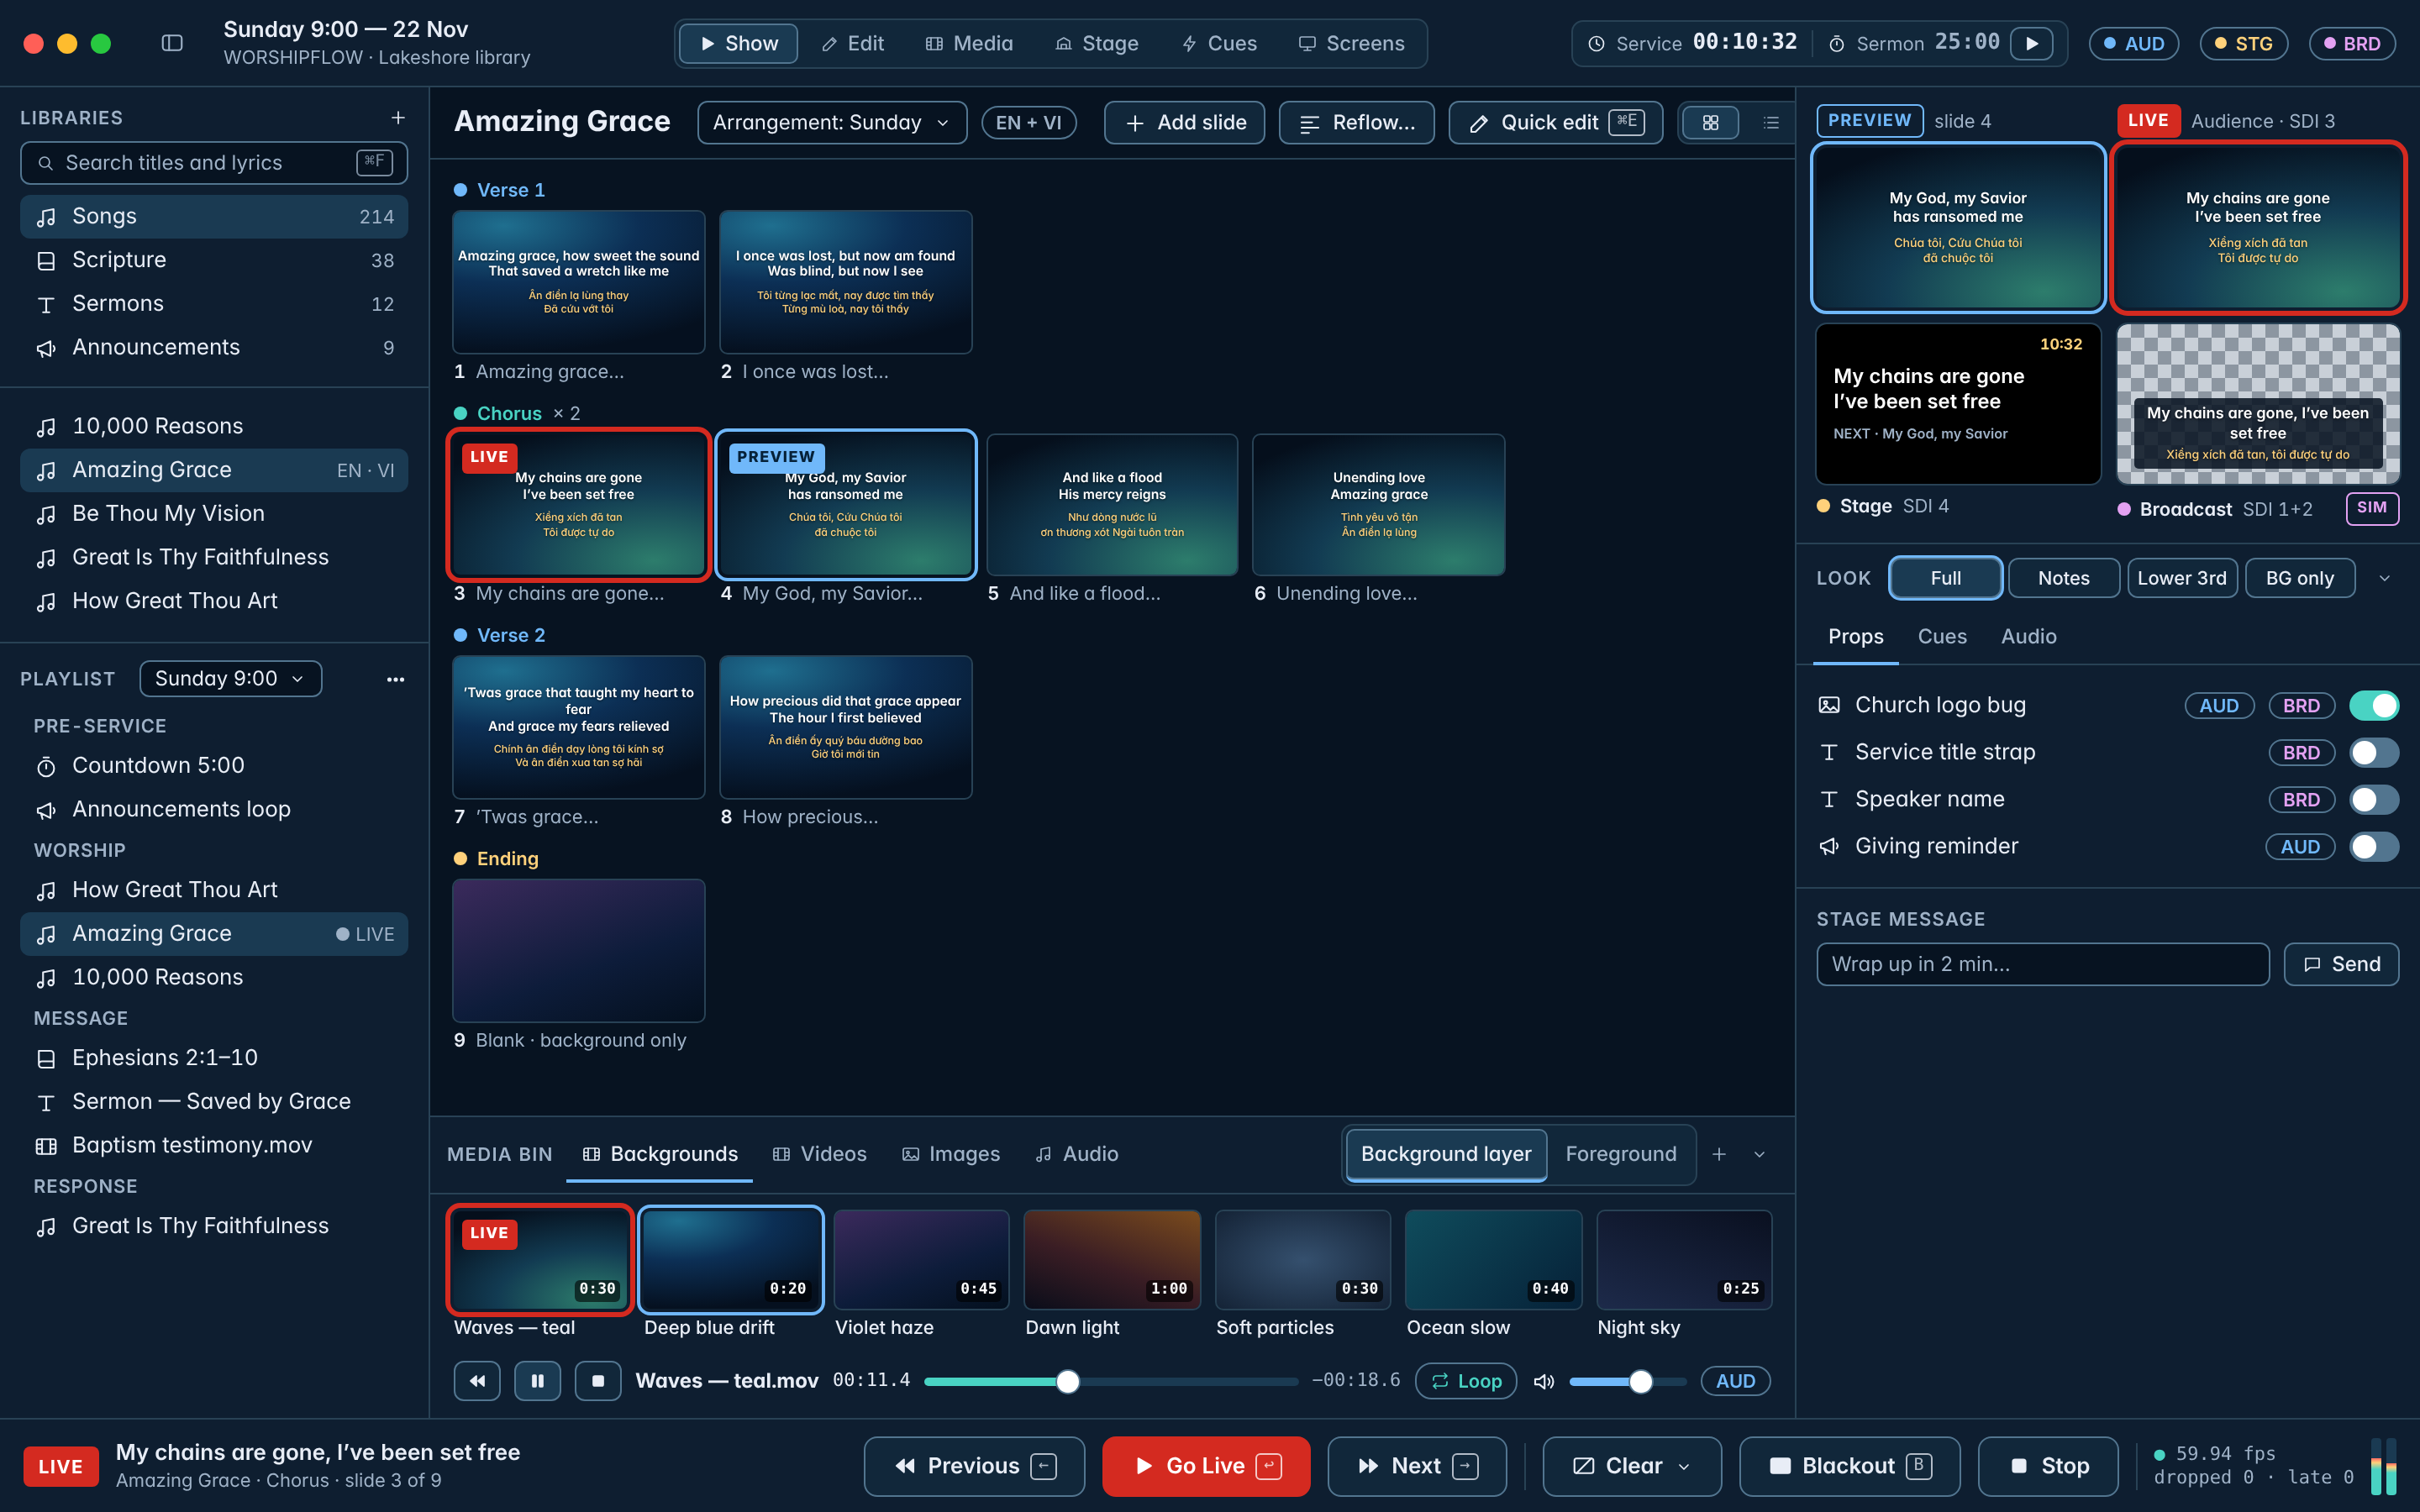 Sunday 9:00 — 22 Nov
WORSHIPFLOW · Lakeshore library
Show
Edit
Media
Stage
Cues
Screens
Service 00:10:32
Sermon 25:00
AUD
STG
BRD
LIBRARIES
Search titles and lyrics ⌘F
Songs 214
Scripture 38
Sermons 12
Announcements 9
10,000 Reasons
Amazing Grace EN · VI
Be Thou My Vision
Great Is Thy Faithfulness
How Great Thou Art
PLAYLIST Sunday 9:00
PRE-SERVICE
Countdown 5:00
Announcements loop
WORSHIP
How Great Thou Art
Amazing Grace LIVE
10,000 Reasons
MESSAGE
Ephesians 2:1–10
Sermon — Saved by Grace
Baptism testimony.mov
RESPONSE
Great Is Thy Faithfulness
Amazing Grace
Arrangement: Sunday
EN + VI
Add slide
Reflow...
Quick edit ⌘E
Verse 1
Amazing grace, how sweet the sound
That saved a wretch like me
Ân điển lạ lùng thay
Đã cứu vớt tôi
1 Amazing grace...
I once was lost, but now am found
Was blind, but now I see
Tôi từng lạc mất, nay được tìm thấy
Từng mù loà, nay tôi thấy
2 I once was lost...
Chorus × 2
LIVE
My chains are gone
I’ve been set free
Xiềng xích đã tan
Tôi được tự do
3 My chains are gone...
PREVIEW
My God, my Savior
has ransomed me
Chúa tôi, Cứu Chúa tôi
đã chuộc tôi
4 My God, my Savior...
And like a flood
His mercy reigns
Như dòng nước lũ
ơn thương xót Ngài tuôn tràn
5 And like a flood...
Unending love
Amazing grace
Tình yêu vô tận
Ân điển lạ lùng
6 Unending love...
Verse 2
’Twas grace that taught my heart to
fear
And grace my fears relieved
Chính ân điển dạy lòng tôi kính sợ
Và ân điển xua tan sợ hãi
7 ’Twas grace...
How precious did that grace appear
The hour I first believed
Ân điển ấy quý báu dường bao
Giờ tôi mới tin
8 How precious...
Ending
9 Blank · background only
MEDIA BIN
Backgrounds
Videos
Images
Audio
Background layer
Foreground
LIVE
0:30
Waves — teal
0:20
Deep blue drift
0:45
Violet haze
1:00
Dawn light
0:30
Soft particles
0:40
Ocean slow
0:25
Night sky
Waves — teal.mov 00:11.4
−00:18.6
Loop
AUD
PREVIEW slide 4
My God, my Savior
has ransomed me
Chúa tôi, Cứu Chúa tôi
đã chuộc tôi
LIVE Audience · SDI 3
My chains are gone
I’ve been set free
Xiềng xích đã tan
Tôi được tự do
10:32
My chains are gone
I’ve been set free
NEXT · My God, my Savior
Stage SDI 4
My chains are gone, I’ve been
set free
Xiềng xích đã tan, tôi được tự do
Broadcast SDI 1+2 SIM
LOOK
Full
Notes
Lower 3rd
BG only
Props
Cues
Audio
Church logo bug AUD BRD
Service title strap BRD
Speaker name BRD
Giving reminder AUD
STAGE MESSAGE
Wrap up in 2 min...
Send
LIVE
My chains are gone, I’ve been set free
Amazing Grace · Chorus · slide 3 of 9
Previous ←
Go Live ↩
Next →
Clear
Blackout B
Stop
59.94 fps
dropped 0 · late 0